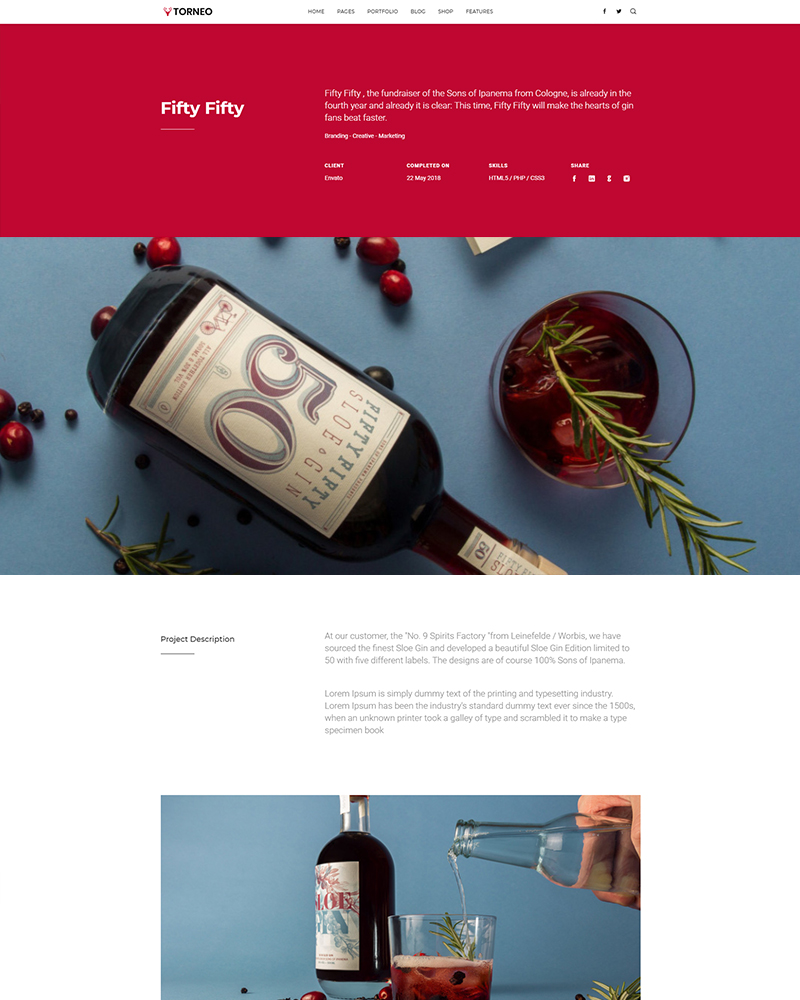 TORNEO
HOME PAGES PORTFOLIO BLOG SHOP FEATURES
Fifty Fifty
Fifty Fifty , the fundraiser of the Sons of Ipanema from Cologne, is already in the
fourth year and already it is clear: This time, Fifty Fifty will make the hearts of gin
fans beat faster.
Branding - Creative - Marketing
CLIENT COMPLETED ON SKILLS SHARE
Envato 22 May 2018 HTML5 / PHP / CSS3
50
FIFTY FIFTY
SLOE & GIN
50
FIFTY FI
Project Description
At our customer, the "No. 9 Spirits Factory "from Leinefelde / Worbis, we have
sourced the finest Sloe Gin and developed a beautiful Sloe Gin Edition limited to
50 with five different labels. The designs are of course 100% Sons of Ipanema.
Lorem Ipsum is simply dummy text of the printing and typesetting industry.
Lorem Ipsum has been the industry's standard dummy text ever since the 1500s,
when an unknown printer took a galley of type and scrambled it to make a type
specimen book
SLOE
GIN